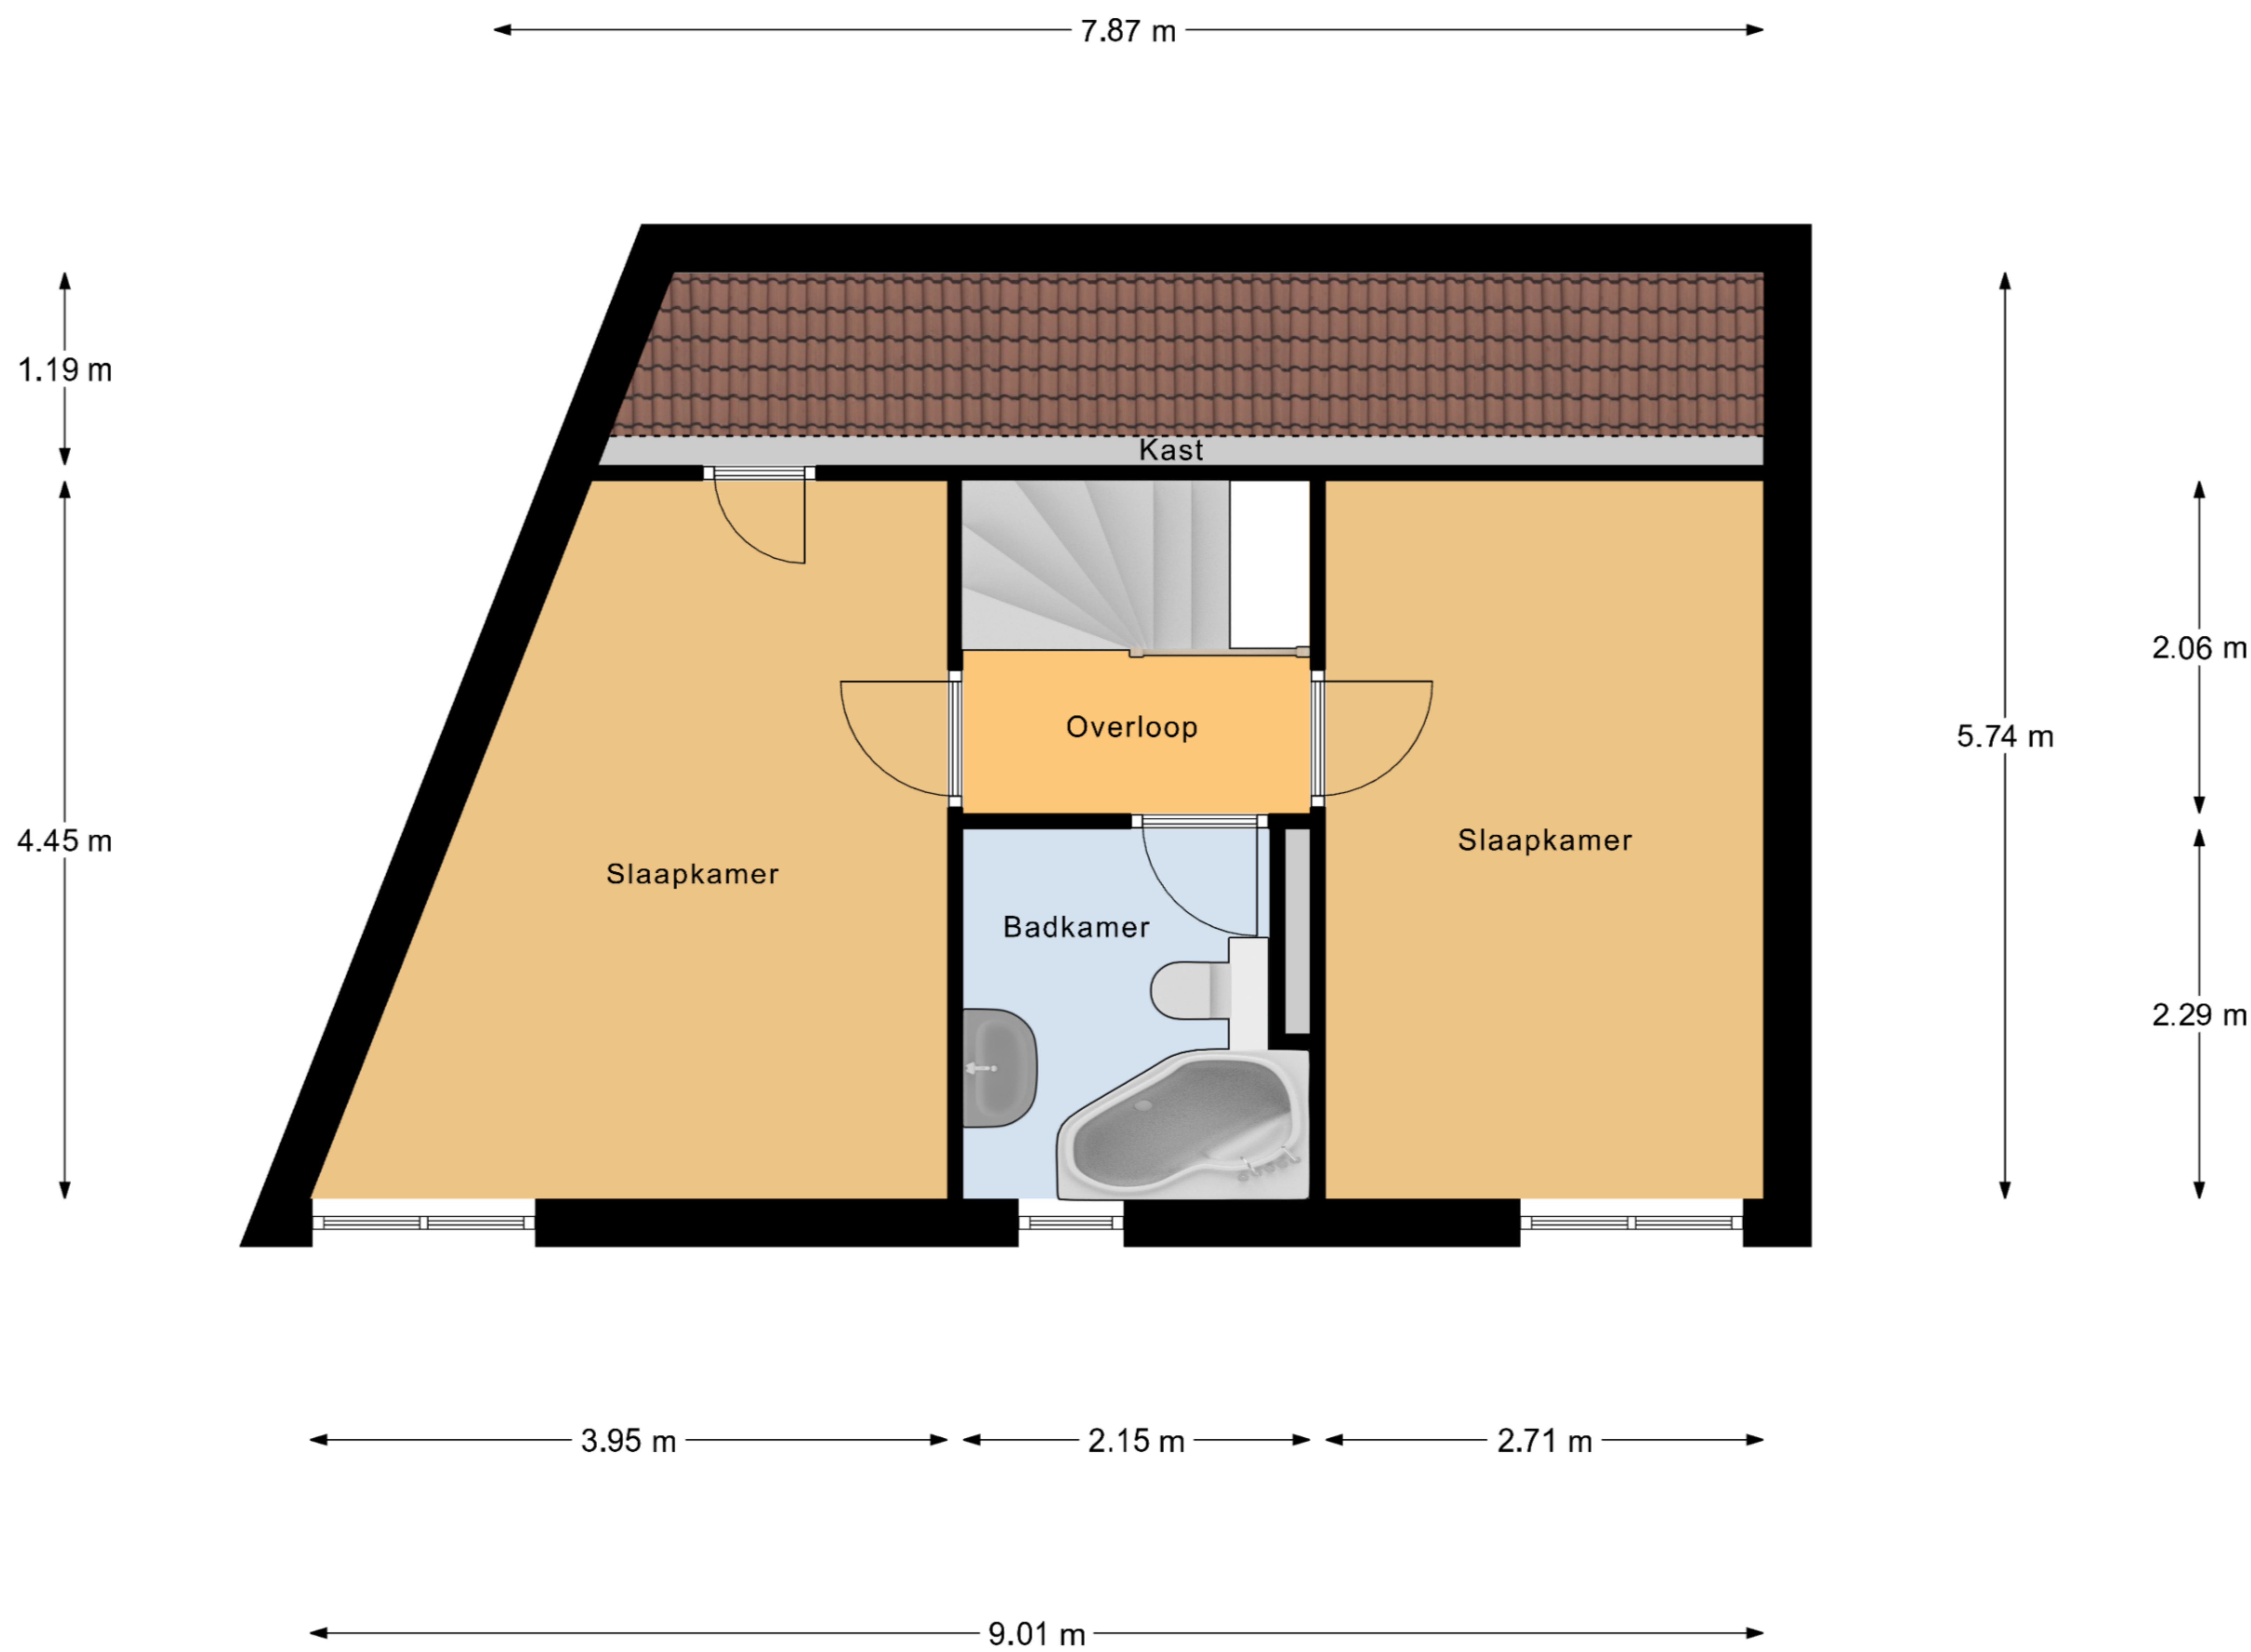 7.87 m
1.19 m
Kast
2.06 m
Overloop
5.74 m
4.45 m
Slaapkamer
Slaapkamer
Badkamer
2.29 m
3.95 m
2.15 m
2.71 m
9.01 m